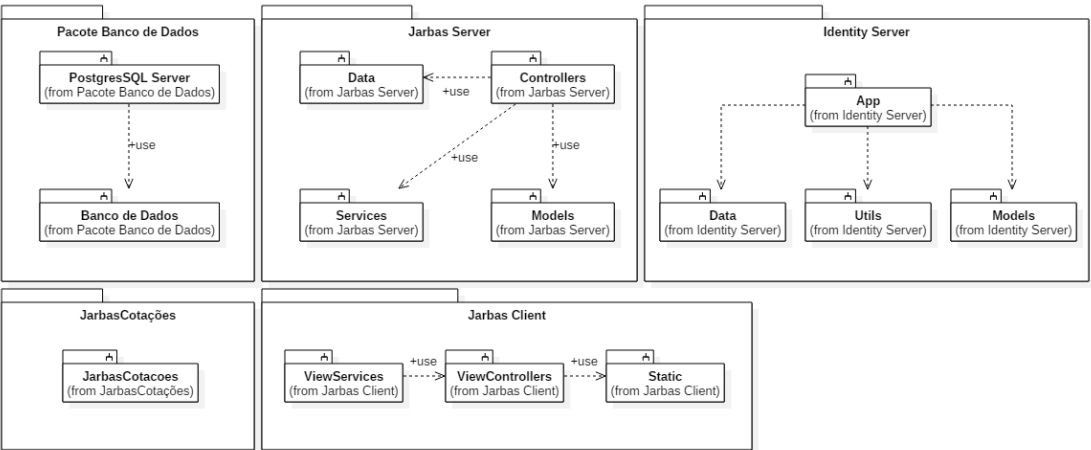 Pacote Banco de Dados
PostgresSQL Server
(from Pacote Banco de Dados)
+use
Banco de Dados
(from Pacote Banco de Dados)
Jarbas Server
Data
(from Jarbas Server)
+use
Controllers
(from Jarbas Server)
+use
+use
Services
(from Jarbas Server)
Models
(from Jarbas Server)
Identity Server
App
(from Identity Server)
Data
(from Identity Server)
Utils
(from Identity Server)
Models
(from Identity Server)
JarbasCotações
JarbasCotacoes
(from JarbasCotações)
Jarbas Client
ViewServices
(from Jarbas Client)
+use
ViewControllers
(from Jarbas Client)
+use
Static
(from Jarbas Client)